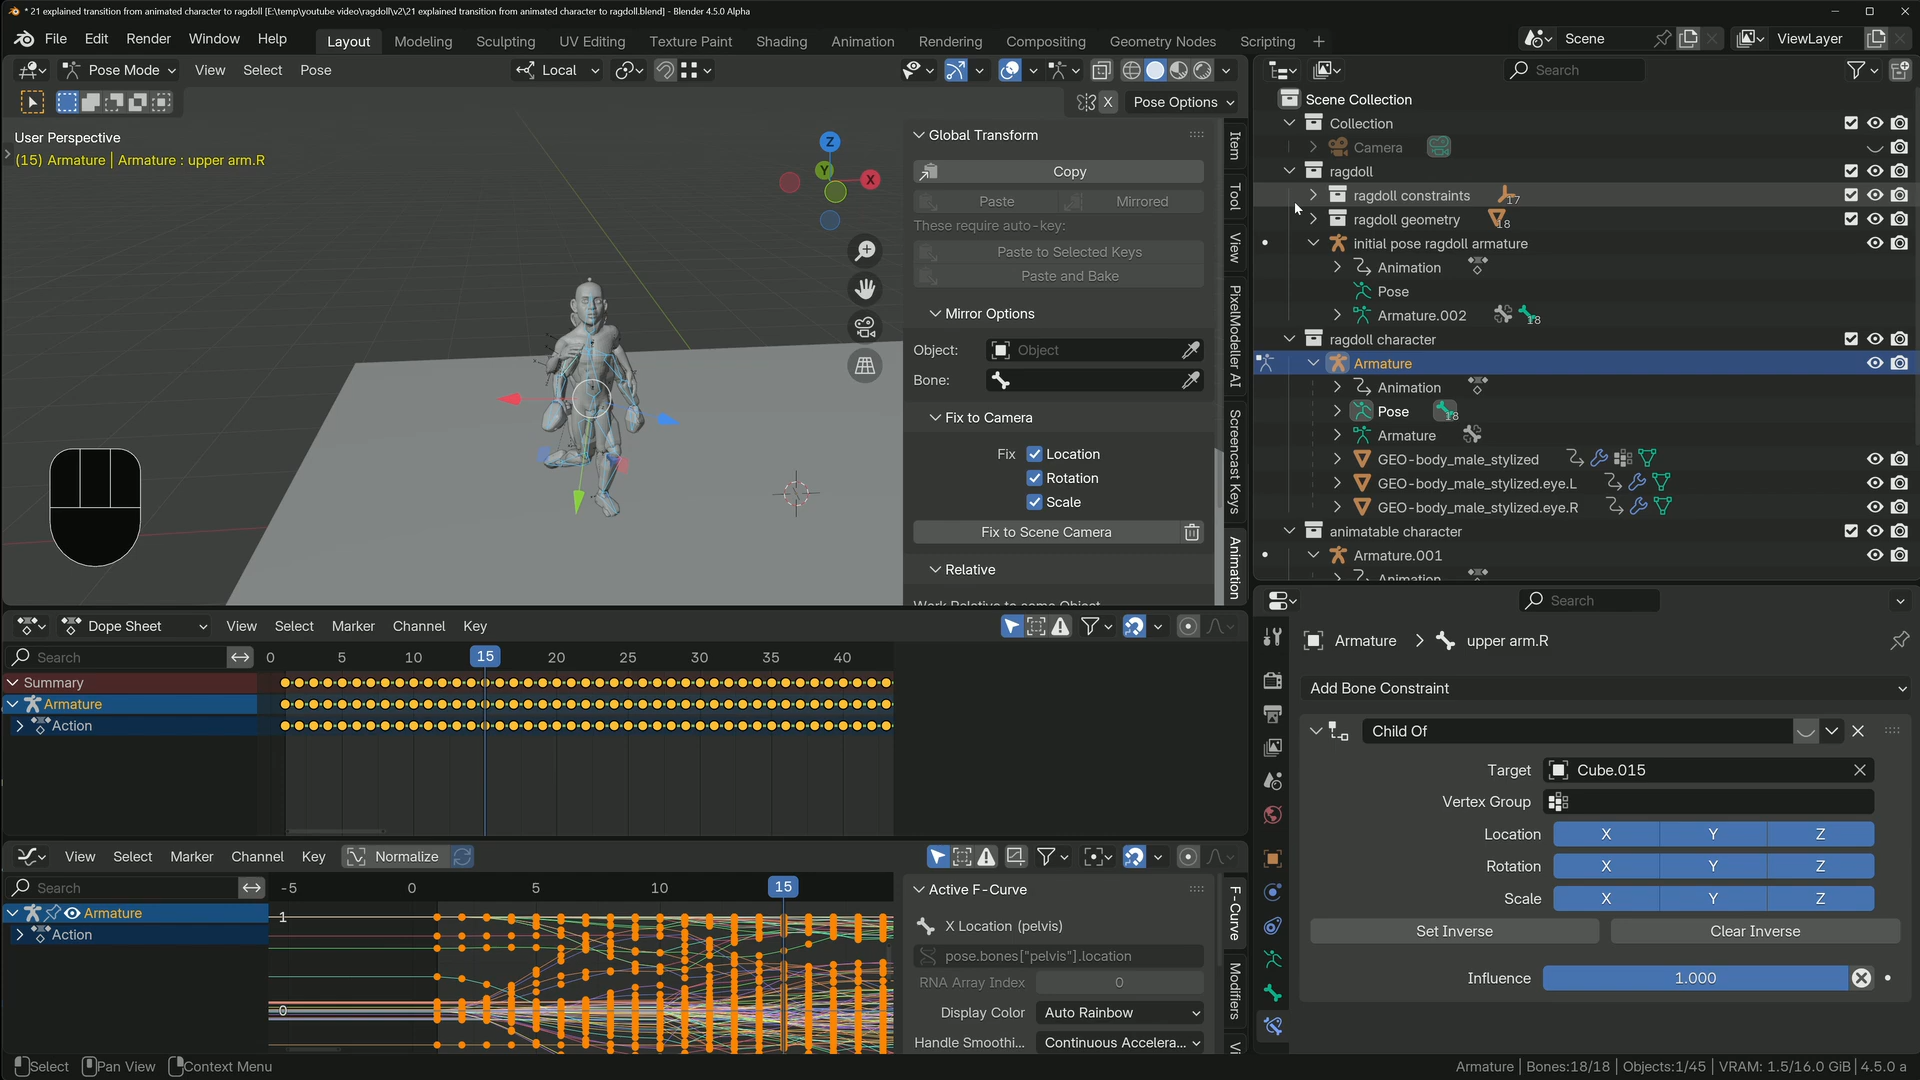 * 21 explained transition from animated character to ragdoll [E:\temp\youtube video\ragdoll\v2\21 explained transition from animated character to ragdoll.blend] - Blender 4.5.0 Alpha
File Edit Render Window Help
Layout Modeling Sculpting UV Editing Texture Paint Shading Animation Rendering Compositing Geometry Nodes Scripting +
Scene
ViewLayer
Pose Mode View Select Pose
Local
Search
X Pose Options
User Perspective
(15) Armature | Armature : upper arm.R
Z
Y
X
Global Transform
Copy
Paste Mirrored
These require auto-key:
Paste to Selected Keys
Paste and Bake
Mirror Options
Object: Object
Bone:
Fix to Camera
Fix Location
Rotation
Scale
Fix to Scene Camera
Relative
Item
Tool
View
PixelModeller AI
Screencast Keys
Animation
Scene Collection
Collection
Camera
ragdoll
ragdoll constraints 17
ragdoll geometry 18
initial pose ragdoll armature
Animation
Pose
Armature.002 18
ragdoll character
Armature
Animation
Pose 18
Armature
GEO-body_male_stylized
GEO-body_male_stylized.eye.L
GEO-body_male_stylized.eye.R
animatable character
Armature.001
Animation
Dope Sheet View Select Marker Channel Key
Search
0 5 10 15 20 25 30 35 40
Summary
Armature
Action
View Select Marker Channel Key Normalize
Search
-5 0 5 10 15
Armature
Action
1
0
Active F-Curve
X Location (pelvis)
pose.bones["pelvis"].location
RNA Array Index 0
Display Color Auto Rainbow
Handle Smoothi... Continuous Accelera...
F-Curve
Modifiers
Search
Armature upper arm.R
Add Bone Constraint
Child Of
Target Cube.015
Vertex Group
Location X Y Z
Rotation X Y Z
Scale X Y Z
Set Inverse Clear Inverse
Influence 1.000
Select Pan View Context Menu
Armature | Bones:18/18 | Objects:1/45 | VRAM: 1.5/16.0 GiB | 4.5.0 a